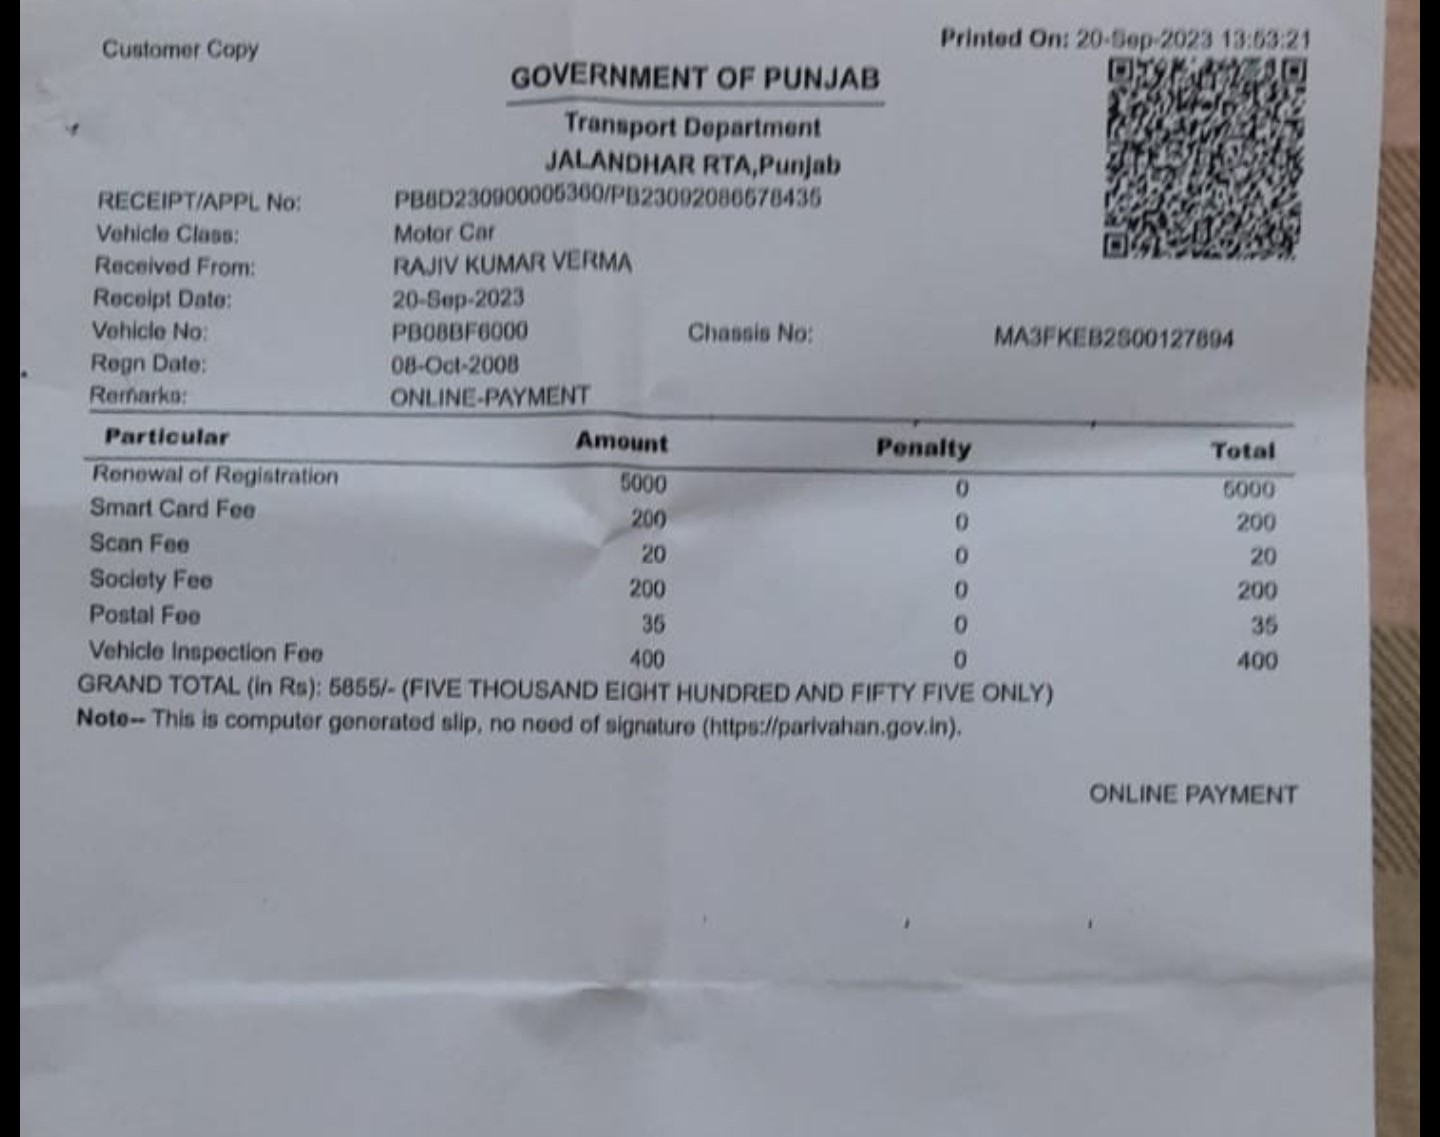 Customer Copy
Printed On: 20-Sep-2023 13:53:21
GOVERNMENT OF PUNJAB
Transport Department
JALANDHAR RTA,Punjab
RECEIPT/APPL No: PB8D230900005360/PB23092086578435
Vehicle Class: Motor Car
Received From: RAJIV KUMAR VERMA
Receipt Date: 20-Sep-2023
Vehicle No: PB08BF6000 Chassis No: MA3FKEB2S00127894
Regn Date: 08-Oct-2008
Remarks: ONLINE-PAYMENT
Particular Amount Penalty Total
Renewal of Registration 5000 0 5000
Smart Card Fee 200 0 200
Scan Fee 20 0 20
Society Fee 200 0 200
Postal Fee 35 0 35
Vehicle Inspection Fee 400 0 400
GRAND TOTAL (in Rs): 5855/- (FIVE THOUSAND EIGHT HUNDRED AND FIFTY FIVE ONLY)
Note-- This is computer generated slip, no need of signature (https://parivahan.gov.in).
ONLINE PAYMENT